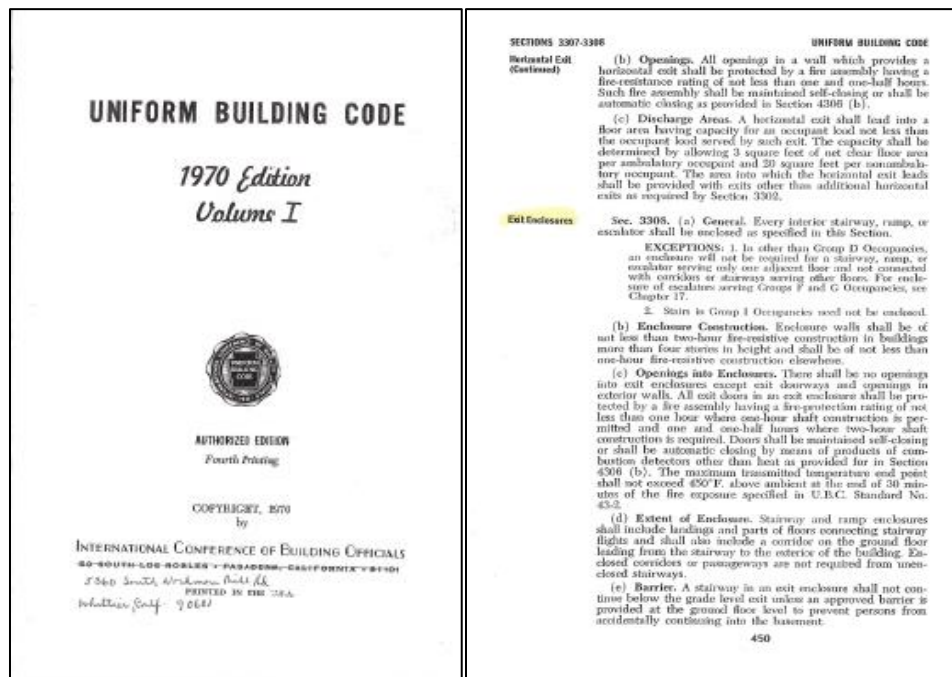 UNIFORM BUILDING CODE
1970 Edition
Volume I
UNIFORM
BUILDING
CODE
AUTHORIZED EDITION
Fourth Printing
COPYRIGHT, 1970
by
INTERNATIONAL CONFERENCE OF BUILDING OFFICIALS
50 SOUTH LOS ROBLES • PASADENA, CALIFORNIA • 91101
5360 South Workman Mill Rd
PRINTED IN THE USA
Whittier, Calif 90601
SECTIONS 3307-3308
UNIFORM BUILDING CODE
Horizontal Exit
(Continued)
(b) Openings. All openings in a wall which provides a
horizontal exit shall be protected by a fire assembly having a
fire-resistance rating of not less than one and one-half hours.
Such fire assembly shall be maintained self-closing or shall be
automatic closing as provided in Section 4306 (b).
(c) Discharge Areas. A horizontal exit shall lead into a
floor area having capacity for an occupant load not less than
the occupant load served by such exit. The capacity shall be
determined by allowing 3 square feet of net clear floor area
per ambulatory occupant and 20 square feet per nonambula-
tory occupant. The area into which the horizontal exit leads
shall be provided with exits other than additional horizontal
exits as required by Section 3302.
Exit Enclosures
Sec. 3308. (a) General. Every interior stairway, ramp, or
escalator shall be enclosed as specified in this Section.
EXCEPTIONS: 1. In other than Group D Occupancies,
an enclosure will not be required for a stairway, ramp, or
escalator serving only one adjacent floor and not connected
with corridors or stairways serving other floors. For enclo-
sure of escalators serving Groups F and G Occupancies, see
Chapter 17.
2. Stairs in Group I Occupancies need not be enclosed.
(b) Enclosure Construction. Enclosure walls shall be of
not less than two-hour fire-resistive construction in buildings
more than four stories in height and shall be of not less than
one-hour fire-resistive construction elsewhere.
(c) Openings into Enclosures. There shall be no openings
into exit enclosures except exit doorways and openings in
exterior walls. All exit doors in an exit enclosure shall be pro-
tected by a fire assembly having a fire-protection rating of not
less than one hour where one-hour shaft construction is per-
mitted and one and one-half hours where two-hour shaft
construction is required. Doors shall be maintained self-closing
or shall be automatic closing by means of products of com-
bustion detectors other than heat as provided for in Section
4306 (b). The maximum transmitted temperature end point
shall not exceed 450°F. above ambient at the end of 30 min-
utes of the fire exposure specified in U.B.C. Standard No.
43-2.
(d) Extent of Enclosure. Stairway and ramp enclosures
shall include landings and parts of floors connecting stairway
flights and shall also include a corridor on the ground floor
leading from the stairway to the exterior of the building. En-
closed corridors or passageways are not required from unen-
closed stairways.
(e) Barrier. A stairway in an exit enclosure shall not con-
tinue below the grade level exit unless an approved barrier is
provided at the ground floor level to prevent persons from
accidentally continuing into the basement.
450